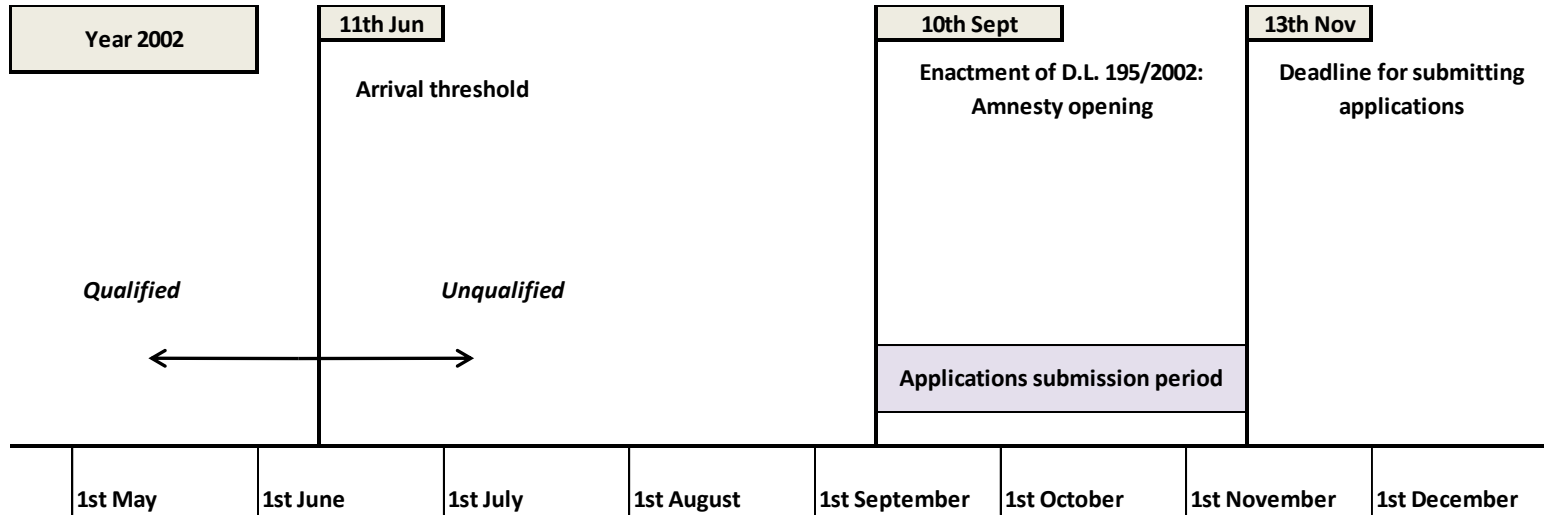 Year 2002
11th Jun
10th Sept
13th Nov
Arrival threshold
Enactment of D.L. 195/2002:
Amnesty opening
Deadline for submitting
applications
Qualified
Unqualified
Applications submission period
1st May
1st June
1st July
1st August
1st September
1st October
1st November
1st December